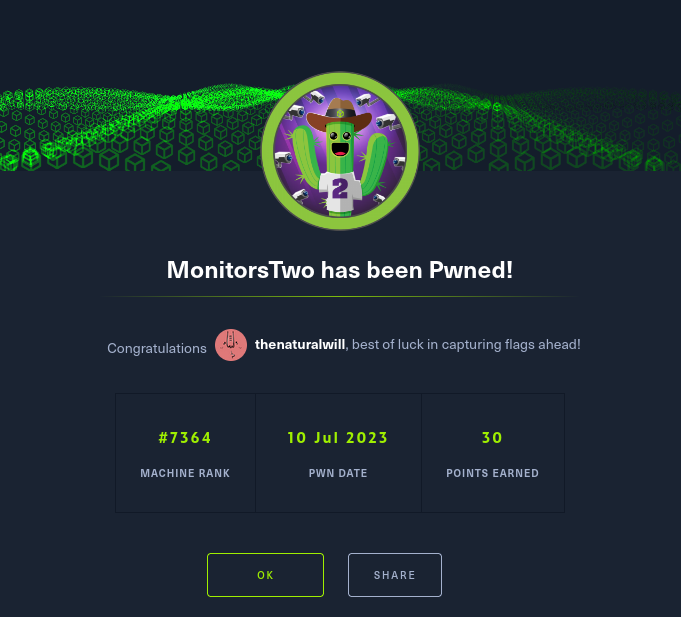 2
MonitorsTwo has been Pwned!
Congratulations thenaturalwill, best of luck in capturing flags ahead!
#7364 10 Jul 2023 30
MACHINE RANK PWN DATE POINTS EARNED
OK SHARE